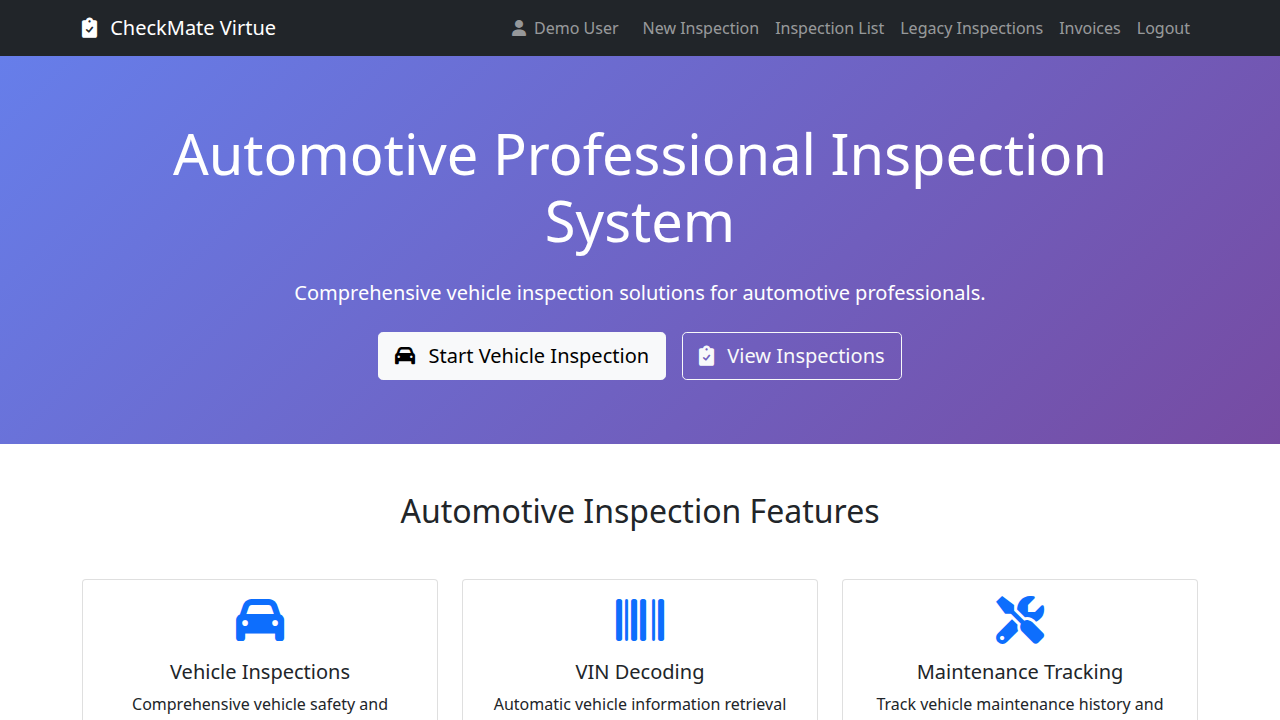 CheckMate Virtue
Demo User
New Inspection
Inspection List
Legacy Inspections
Invoices
Logout
Automotive Professional Inspection
System
Comprehensive vehicle inspection solutions for automotive professionals.
Start Vehicle Inspection
View Inspections
Automotive Inspection Features
Vehicle Inspections
Comprehensive vehicle safety and
VIN Decoding
Automatic vehicle information retrieval
Maintenance Tracking
Track vehicle maintenance history and